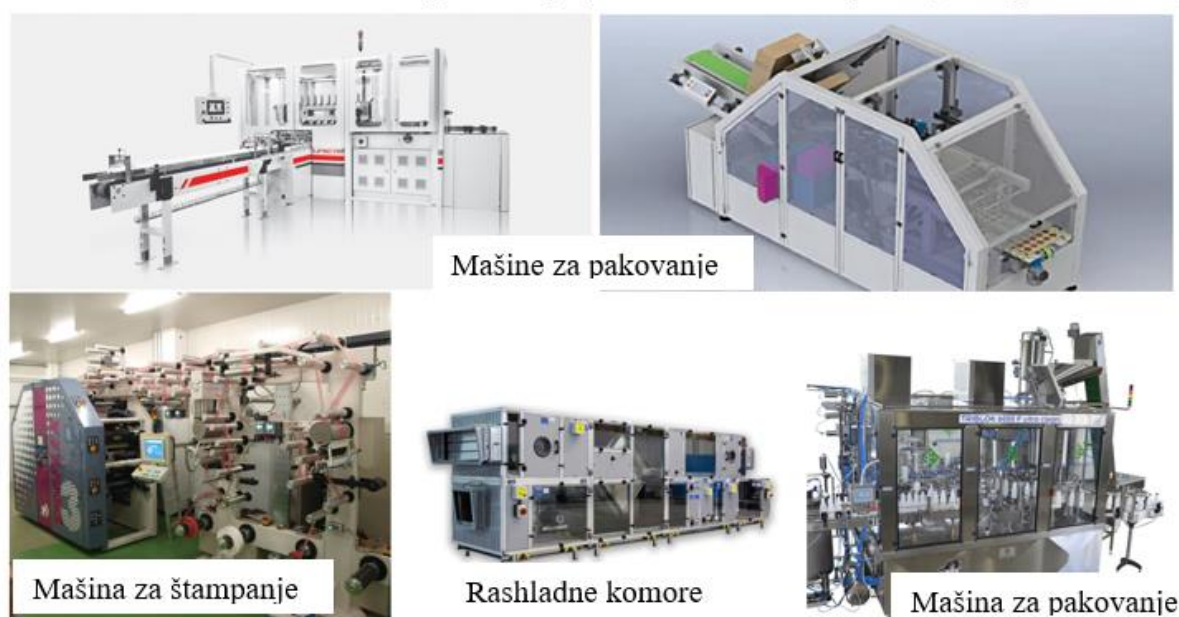 Mašine za pakovanje
Mašina za štampanje
Rashladne komore
Mašina za pakovanje